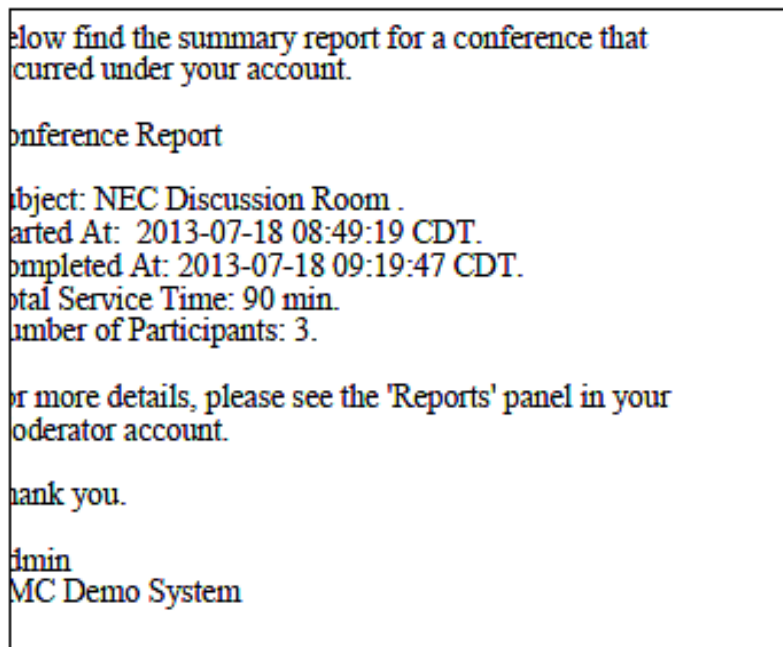 elow find the summary report for a conference that
curred under your account.
onference Report
ubject: NEC Discussion Room .
arted At:  2013-07-18 08:49:19 CDT.
ompleted At: 2013-07-18 09:19:47 CDT.
otal Service Time: 90 min.
umber of Participants: 3.
or more details, please see the 'Reports' panel in your
oderator account.
hank you.
dmin
MC Demo System